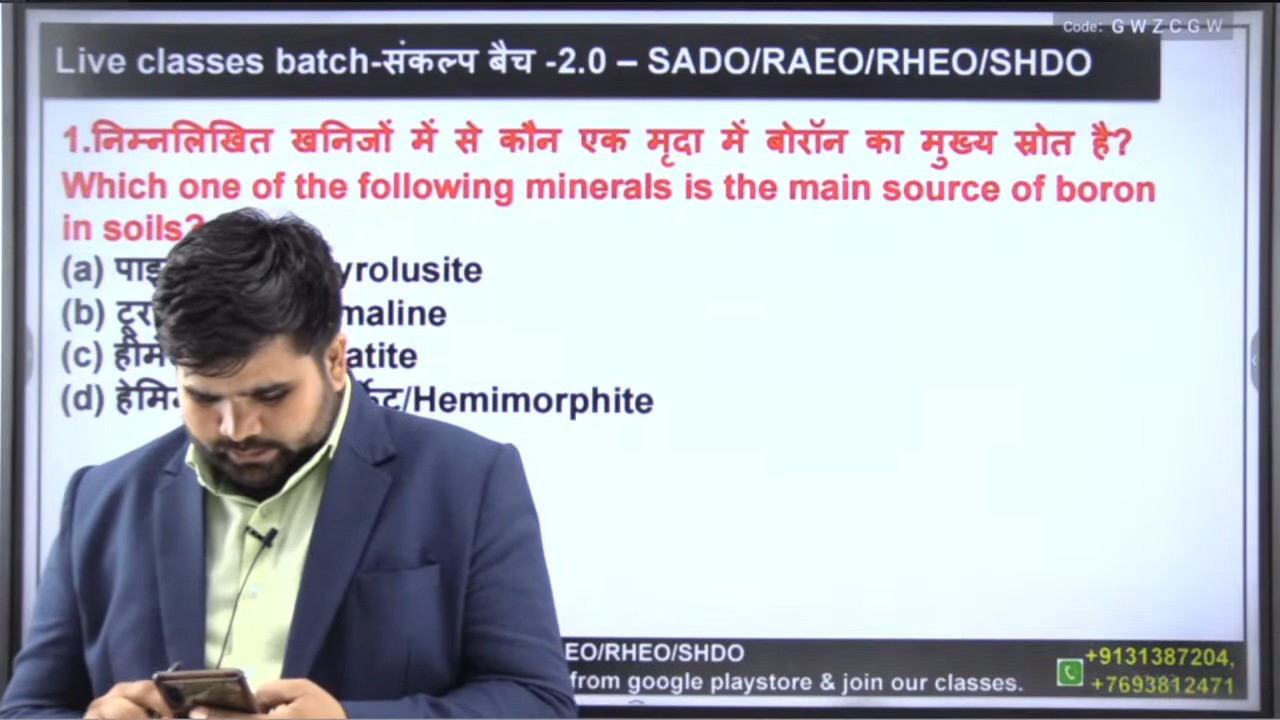 Code: G W Z C G W
Live classes batch-संकल्प बैच -2.0 – SADO/RAEO/RHEO/SHDO
1.निम्नलिखित खनिजों में से कौन एक मृदा में बोरॉन का मुख्य स्रोत है?
Which one of the following minerals is the main source of boron
in soils?
(a) yrolusite
(b) maline
(c) atite
(d) /Hemimorphite
EO/RHEO/SHDO
from google playstore & join our classes.
+9131387204,
+7693812471